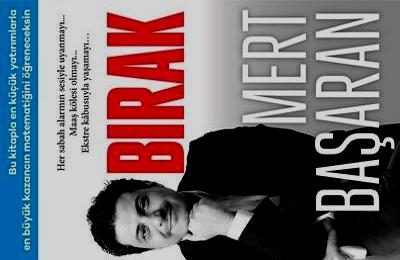 Bu kitapla en küçük yatırımlarla
en büyük kazancın matematiğini öğreneceksin
Her sabah alarmın sesiyle uyanmayı...
Maaş kölesi olmayı...
Ekstre kâbusuyla yaşamayı...
BIRAK
MERT
BAŞARAN